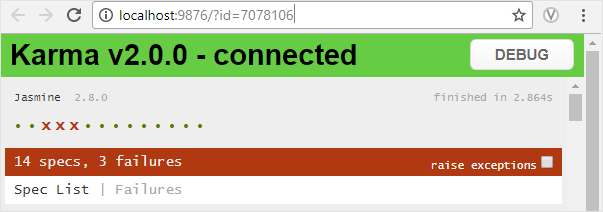 localhost:9876/?id=7078106
Karma v2.0.0 - connected
DEBUG
Jasmine 2.8.0
finished in 2.864s
• • x x x • • • • • • • • •
14 specs, 3 failures
raise exceptions
Spec List | Failures